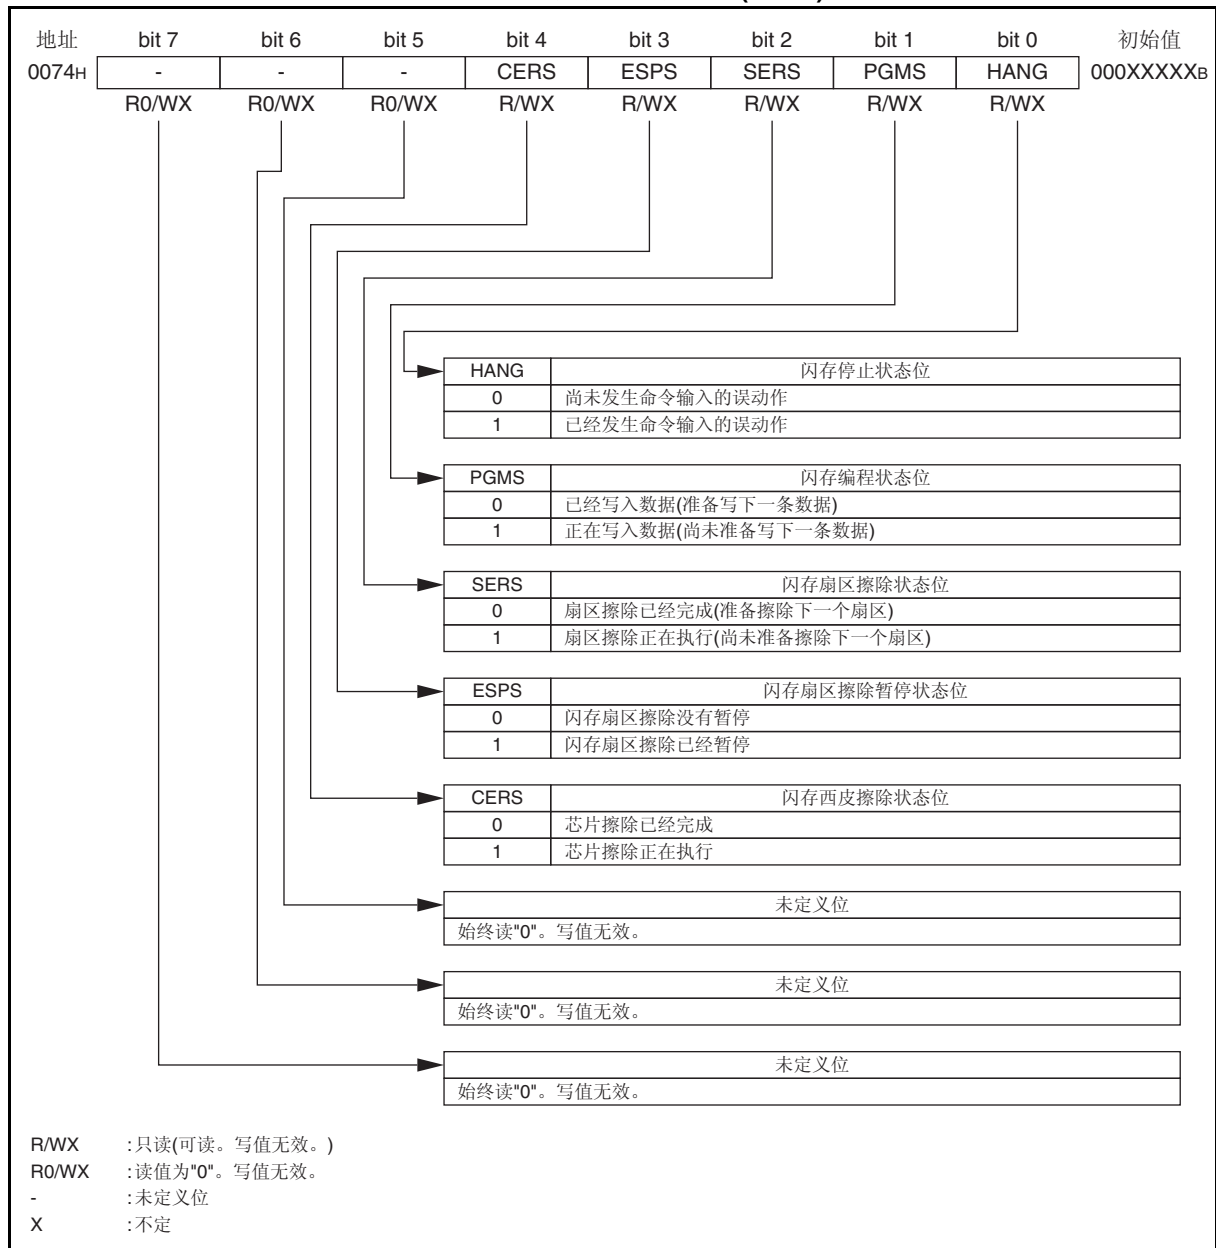 地址 bit 7 bit 6 bit 5 bit 4 bit 3 bit 2 bit 1 bit 0 初始值
0074H - - - CERS ESPS SERS PGMS HANG 000XXXXXB
R0/WX R0/WX R0/WX R/WX R/WX R/WX R/WX R/WX
HANG 闪存停止状态位
0 尚未发生命令输入的误动作
1 已经发生命令输入的误动作
PGMS 闪存编程状态位
0 已经写入数据(准备写下一条数据)
1 正在写入数据(尚未准备写下一条数据)
SERS 闪存扇区擦除状态位
0 扇区擦除已经完成(准备擦除下一个扇区)
1 扇区擦除正在执行(尚未准备擦除下一个扇区)
ESPS 闪存扇区擦除暂停状态位
0 闪存扇区擦除没有暂停
1 闪存扇区擦除已经暂停
CERS 闪存西皮擦除状态位
0 芯片擦除已经完成
1 芯片擦除正在执行
未定义位
始终读"0"。写值无效。
未定义位
始终读"0"。写值无效。
未定义位
始终读"0"。写值无效。
R/WX :只读(可读。写值无效。)
R0/WX :读值为"0"。写值无效。
- :未定义位
X :不定